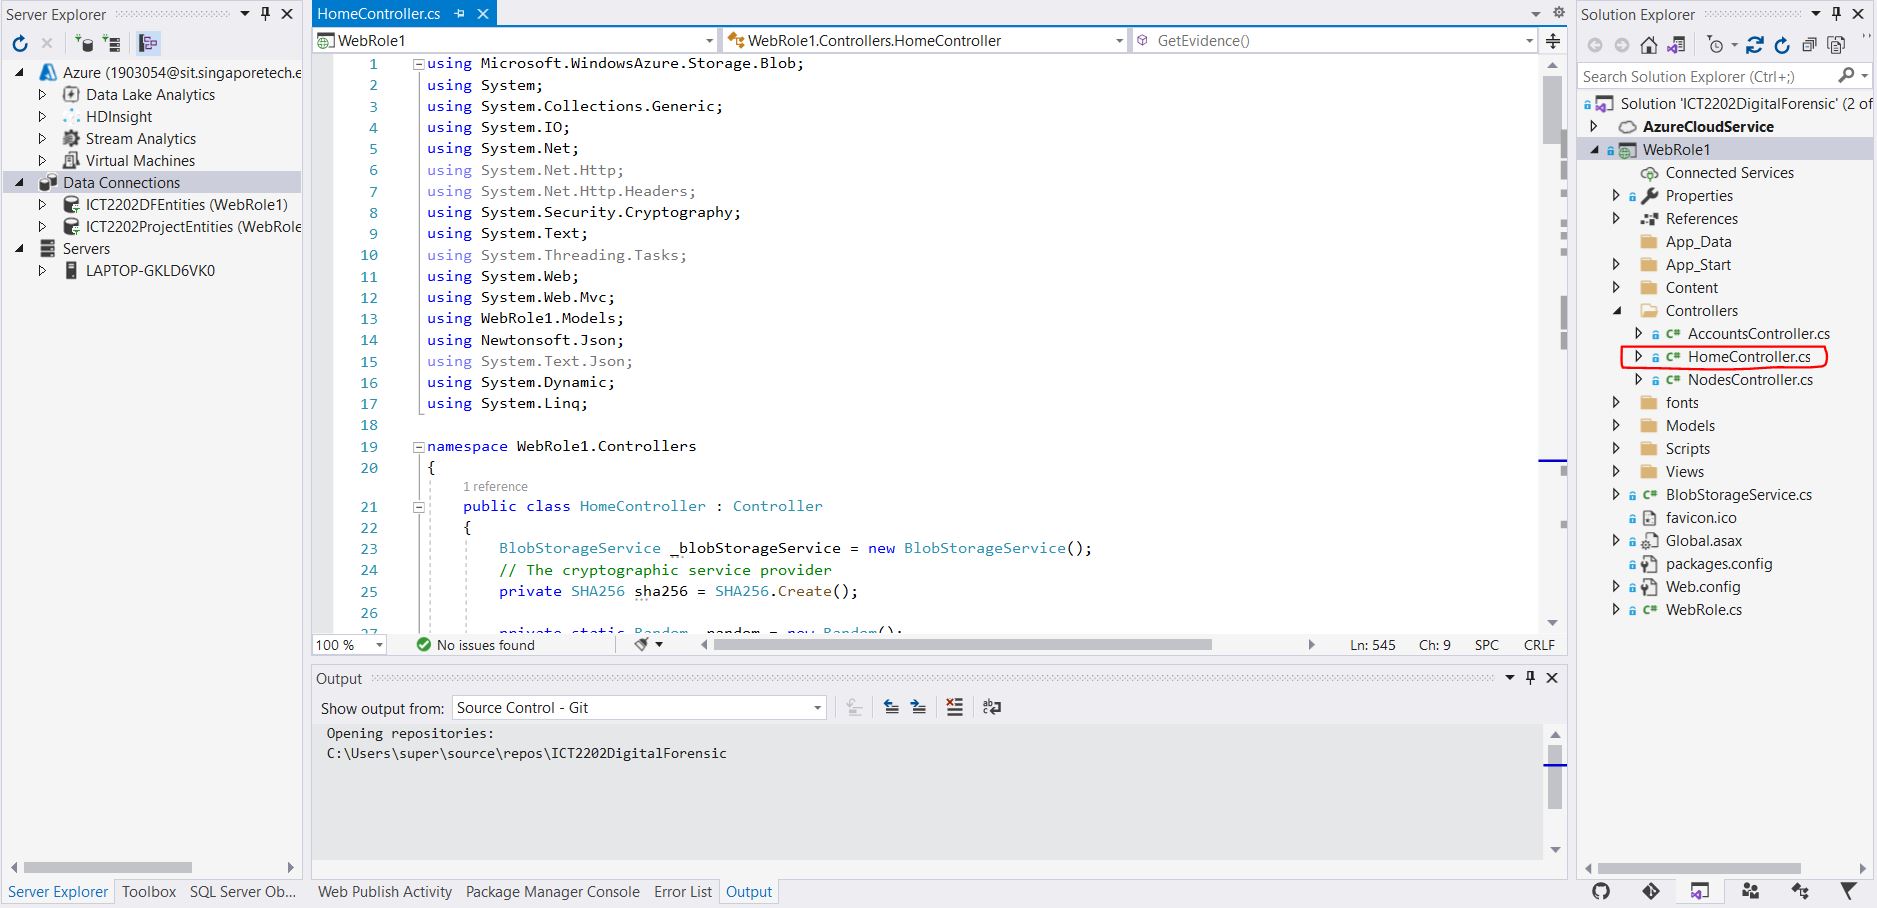 Server Explorer
Azure (1903054@sit.singaporetech.e
Data Lake Analytics
HDInsight
Stream Analytics
Virtual Machines
Data Connections
ICT2202DFEntities (WebRole1)
ICT2202ProjectEntities (WebRole
Servers
LAPTOP-GKLD6VK0
Server Explorer
Toolbox
SQL Server Ob...
HomeController.cs
WebRole1
WebRole1.Controllers.HomeController
GetEvidence()
1 using Microsoft.WindowsAzure.Storage.Blob;
2 using System;
3 using System.Collections.Generic;
4 using System.IO;
5 using System.Net;
6 using System.Net.Http;
7 using System.Net.Http.Headers;
8 using System.Security.Cryptography;
9 using System.Text;
10 using System.Threading.Tasks;
11 using System.Web;
12 using System.Web.Mvc;
13 using WebRole1.Models;
14 using Newtonsoft.Json;
15 using System.Text.Json;
16 using System.Dynamic;
17 using System.Linq;
18
19 namespace WebRole1.Controllers
20 {
1 reference
21 public class HomeController : Controller
22 {
23 BlobStorageService _blobStorageService = new BlobStorageService();
24 // The cryptographic service provider
25 private SHA256 sha256 = SHA256.Create();
26
27 private static Random random = new Random();
100 %
No issues found
Ln: 545
Ch: 9
SPC
CRLF
Output
Show output from:
Source Control - Git
Opening repositories:
C:\Users\super\source\repos\ICT2202DigitalForensic
Web Publish Activity
Package Manager Console
Error List
Output
Solution Explorer
Search Solution Explorer (Ctrl+;)
Solution 'ICT2202DigitalForensic' (2 of
AzureCloudService
WebRole1
Connected Services
Properties
References
App_Data
App_Start
Content
Controllers
C# AccountsController.cs
C# HomeController.cs
C# NodesController.cs
fonts
Models
Scripts
Views
C# BlobStorageService.cs
favicon.ico
Global.asax
packages.config
Web.config
C# WebRole.cs